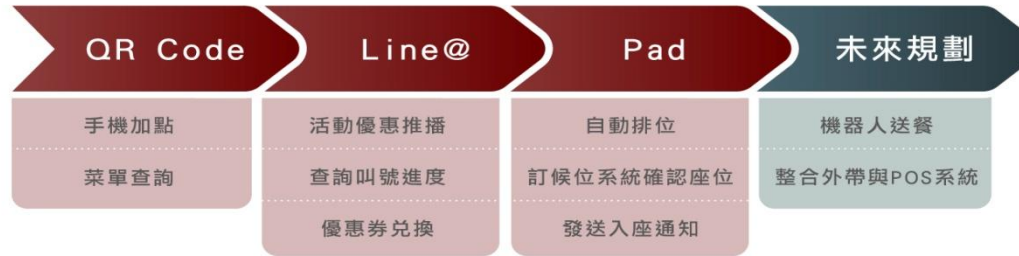 QR Code
手機加點
菜單查詢
Line@
活動優惠推播
查詢叫號進度
優惠券兌換
Pad
自動排位
訂候位系統確認座位
發送入座通知
未來規劃
機器人送餐
整合外帶與POS系統